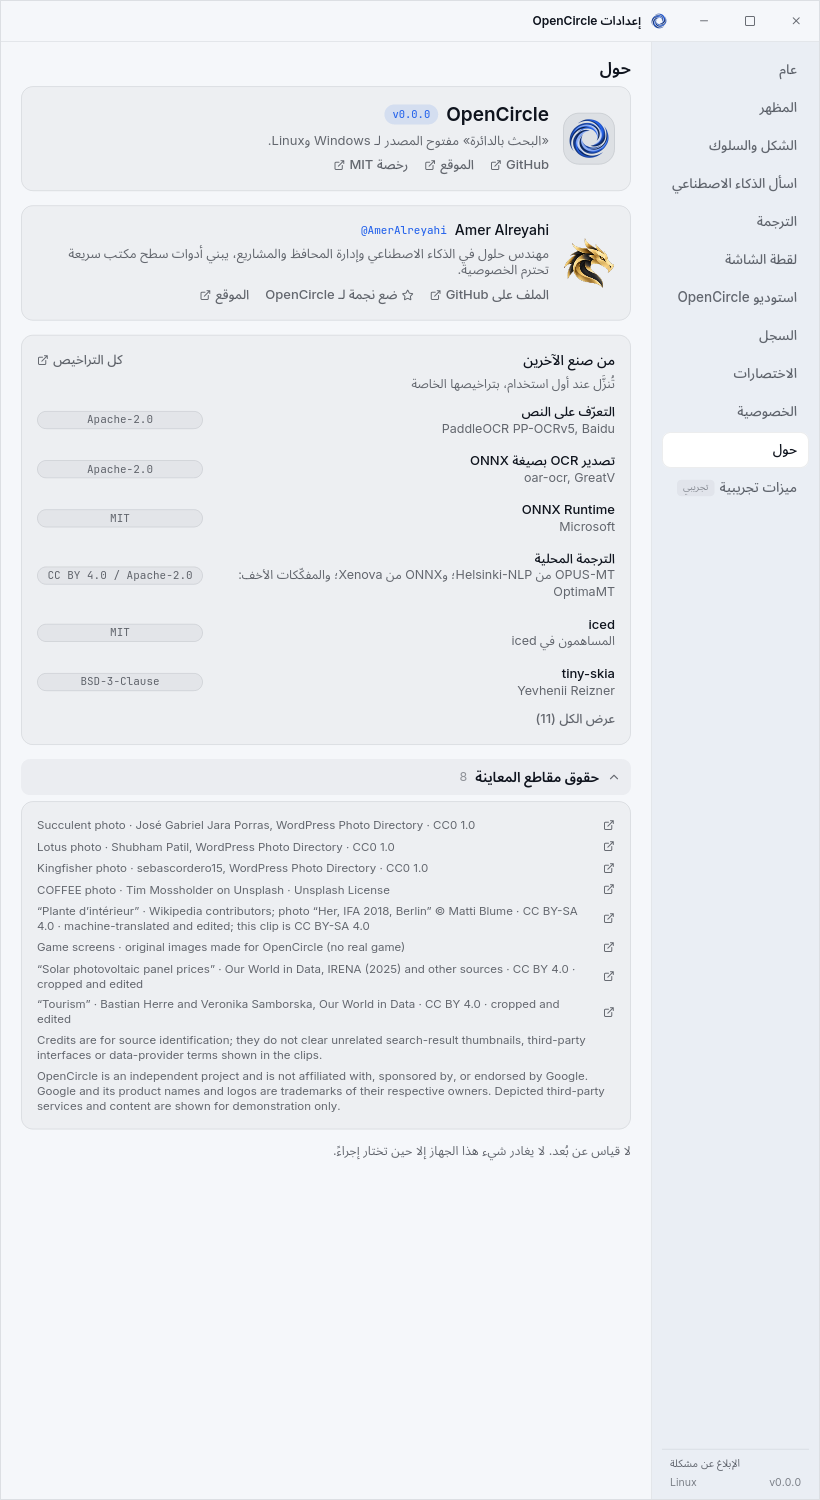 إعدادات OpenCircle
عام
المظهر
الشكل والسلوك
اسأل الذكاء الاصطناعي
الترجمة
لقطة الشاشة
استوديو OpenCircle
السجل
الاختصارات
الخصوصية
حول
ميزات تجريبية تجريبي
الإبلاغ عن مشكلة
v0.0.0 Linux
حول
OpenCircle v0.0.0
«البحث بالدائرة» مفتوح المصدر لـ Windows وLinux.
GitHub الموقع رخصة MIT
Amer Alreyahi @AmerAlreyahi
مهندس حلول في الذكاء الاصطناعي وإدارة المحافظ والمشاريع، يبني أدوات سطح مكتب سريعة
تحترم الخصوصية.
الملف على GitHub ضع نجمة لـ OpenCircle الموقع
من صنع الآخرين كل التراخيص
تُنزَّل عند أول استخدام، بتراخيصها الخاصة
التعرّف على النص
PaddleOCR PP-OCRv5, Baidu
Apache-2.0
تصدير OCR بصيغة ONNX
oar-ocr, GreatV
Apache-2.0
ONNX Runtime
Microsoft
MIT
الترجمة المحلية
OPUS-MT من Helsinki-NLP؛ وONNX من Xenova؛ والمفكّكات الأخف:
OptimaMT
CC BY 4.0 / Apache-2.0
iced
المساهمون في iced
MIT
tiny-skia
Yevhenii Reizner
BSD-3-Clause
عرض الكل (11)
حقوق مقاطع المعاينة 8
Succulent photo · José Gabriel Jara Porras, WordPress Photo Directory · CC0 1.0
Lotus photo · Shubham Patil, WordPress Photo Directory · CC0 1.0
Kingfisher photo · sebascordero15, WordPress Photo Directory · CC0 1.0
COFFEE photo · Tim Mossholder on Unsplash · Unsplash License
“Plante d’intérieur” · Wikipedia contributors; photo “Her, IFA 2018, Berlin” © Matti Blume · CC BY-SA
4.0 · machine-translated and edited; this clip is CC BY-SA 4.0
Game screens · original images made for OpenCircle (no real game)
“Solar photovoltaic panel prices” · Our World in Data, IRENA (2025) and other sources · CC BY 4.0 ·
cropped and edited
“Tourism” · Bastian Herre and Veronika Samborska, Our World in Data · CC BY 4.0 · cropped and
edited
Credits are for source identification; they do not clear unrelated search-result thumbnails, third-party
interfaces or data-provider terms shown in the clips.
OpenCircle is an independent project and is not affiliated with, sponsored by, or endorsed by Google.
Google and its product names and logos are trademarks of their respective owners. Depicted third-party
services and content are shown for demonstration only.
لا قياس عن بُعد. لا يغادر شيء هذا الجهاز إلا حين تختار إجراءً.